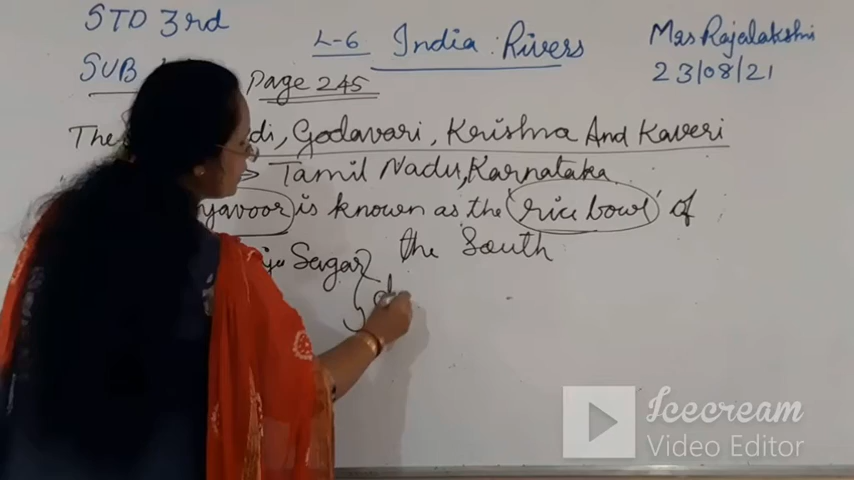 STD 3rd
L-6 India : Rivers
Mrs Rajalakshmi
SUB
Page 245
23/08/21
Godavari, Krishna And Kaveri
Tamil Nadu, Karnataka
is known as the rice bowl of
the South
Sagar
d
Icecream
Video Editor